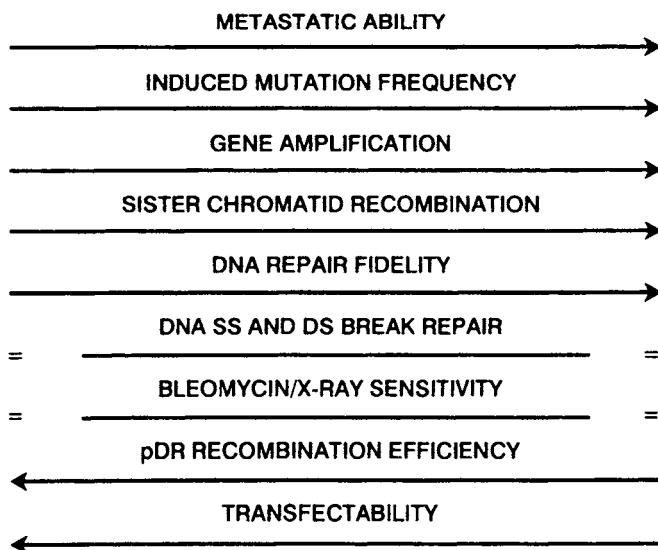 METASTATIC ABILITY
INDUCED MUTATION FREQUENCY
GENE AMPLIFICATION
SISTER CHROMATID RECOMBINATION
DNA REPAIR FIDELITY
DNA SS AND DS BREAK REPAIR
= =
BLEOMYCIN/X-RAY SENSITIVITY
= =
pDR RECOMBINATION EFFICIENCY
TRANSFECTABILITY